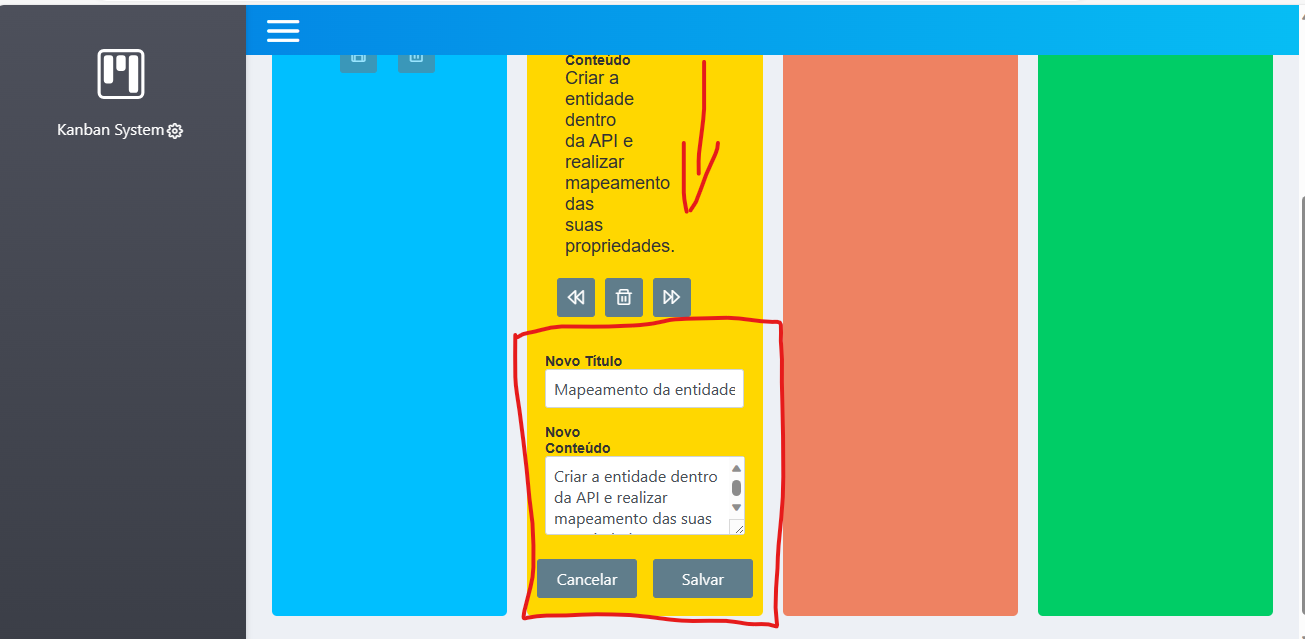 Kanban System
Conteúdo
Criar a
entidade
dentro
da API e
realizar
mapeamento
das
suas
propriedades.
Novo Título
Mapeamento da entidade
Novo
Conteúdo
Criar a entidade dentro
da API e realizar
mapeamento das suas
Cancelar
Salvar